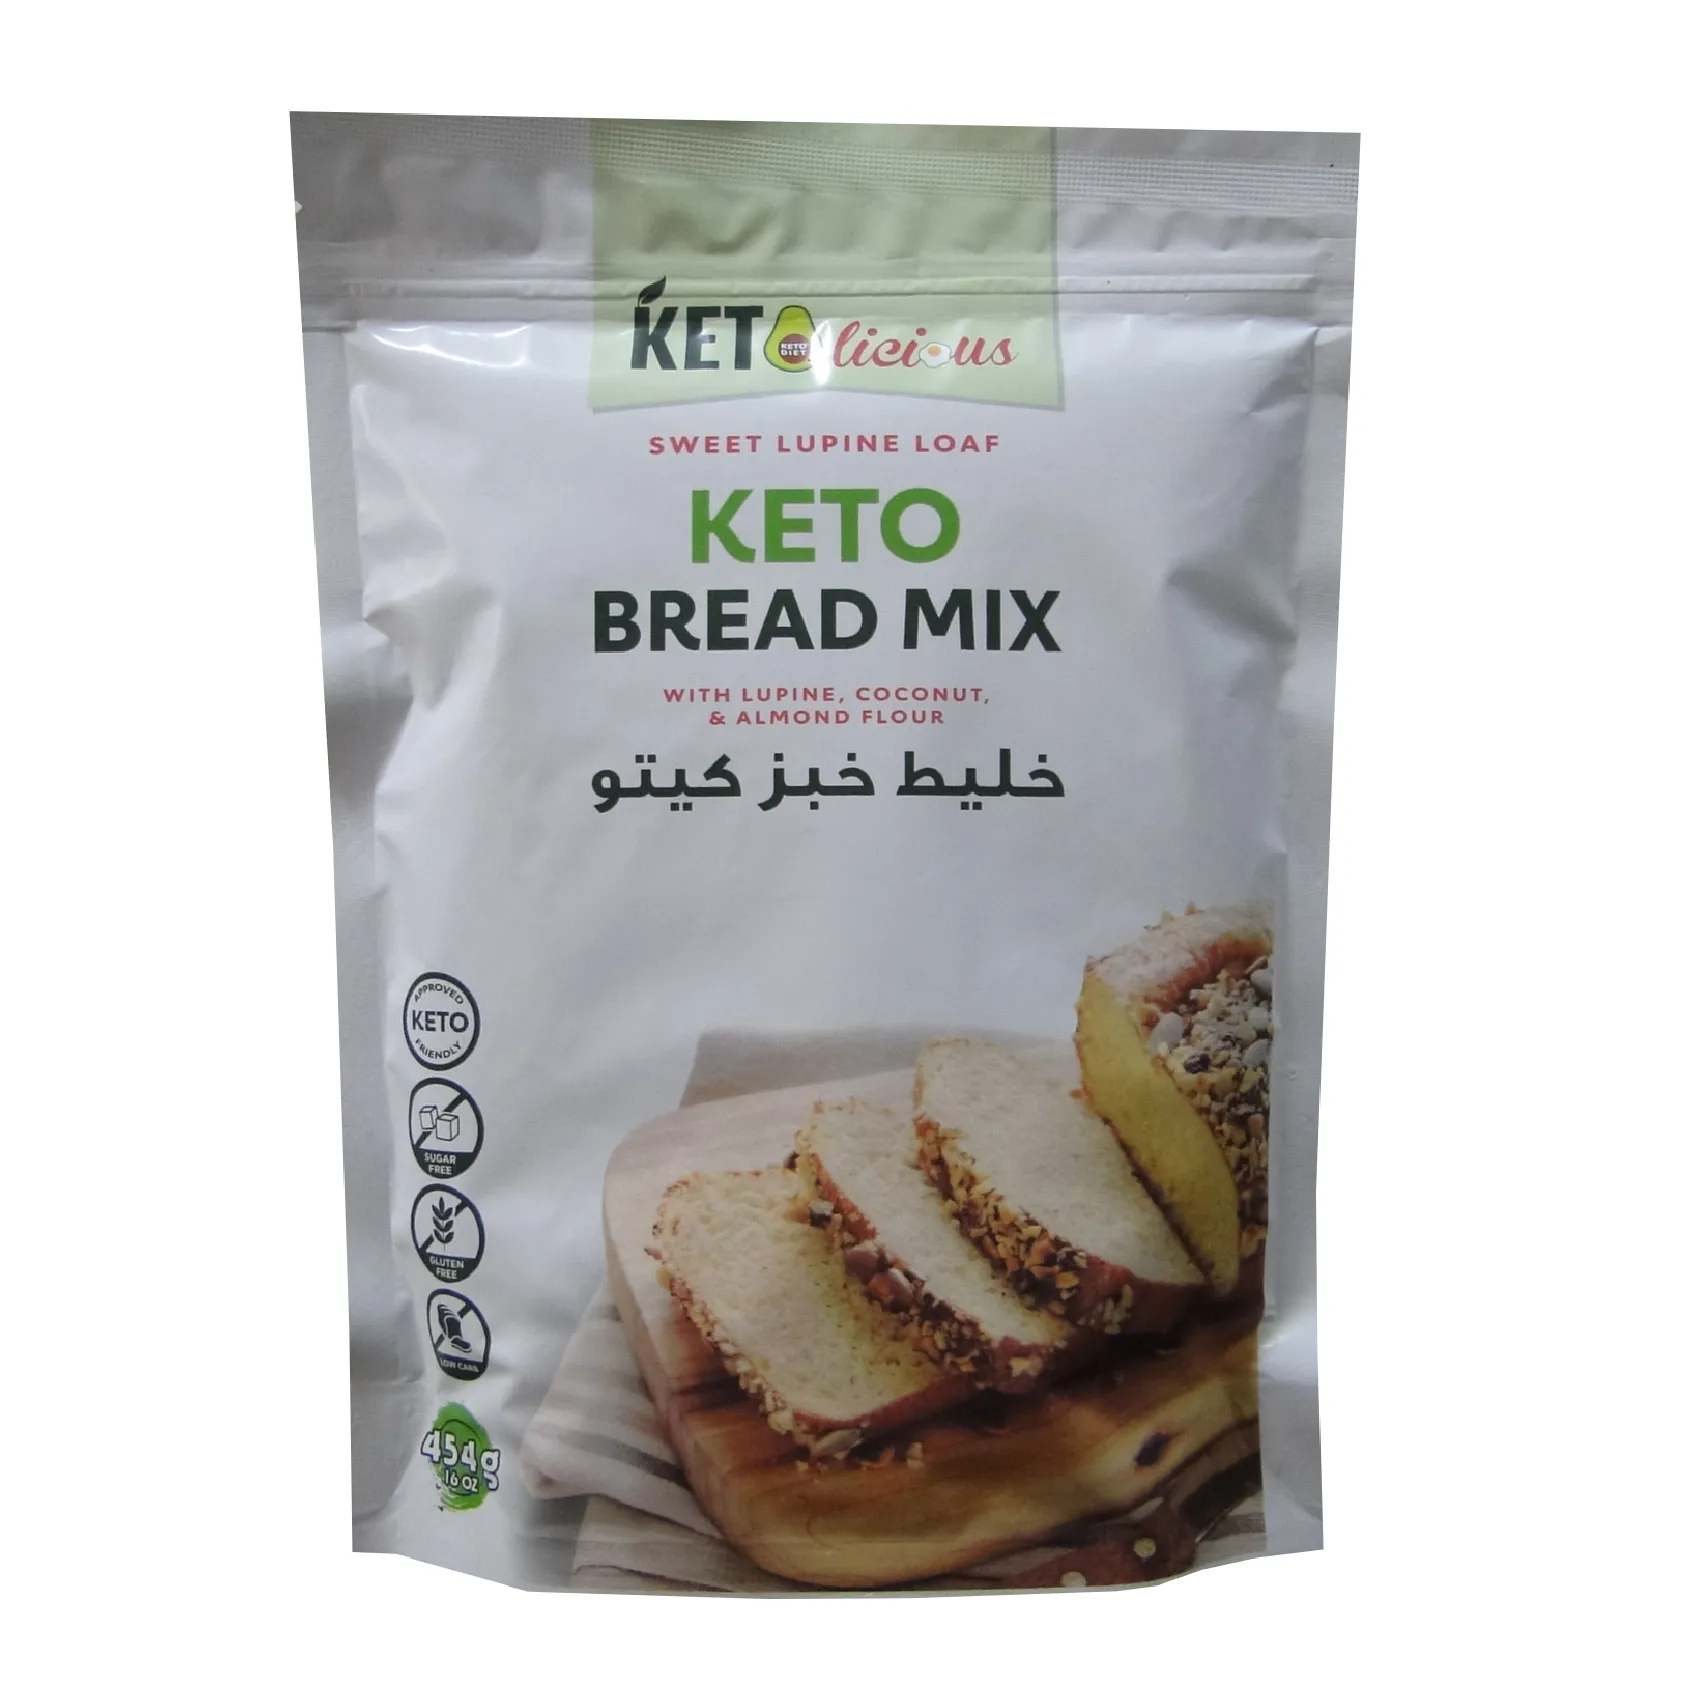 KETOlicious
KETO
DIET
SWEET LUPINE LOAF
KETO
BREAD MIX
WITH LUPINE, COCONUT,
& ALMOND FLOUR
خليط خبز كيتو
APPROVED
KETO
FRIENDLY
SUGAR
FREE
GLUTEN
FREE
LOW CARB
454g
16 OZ